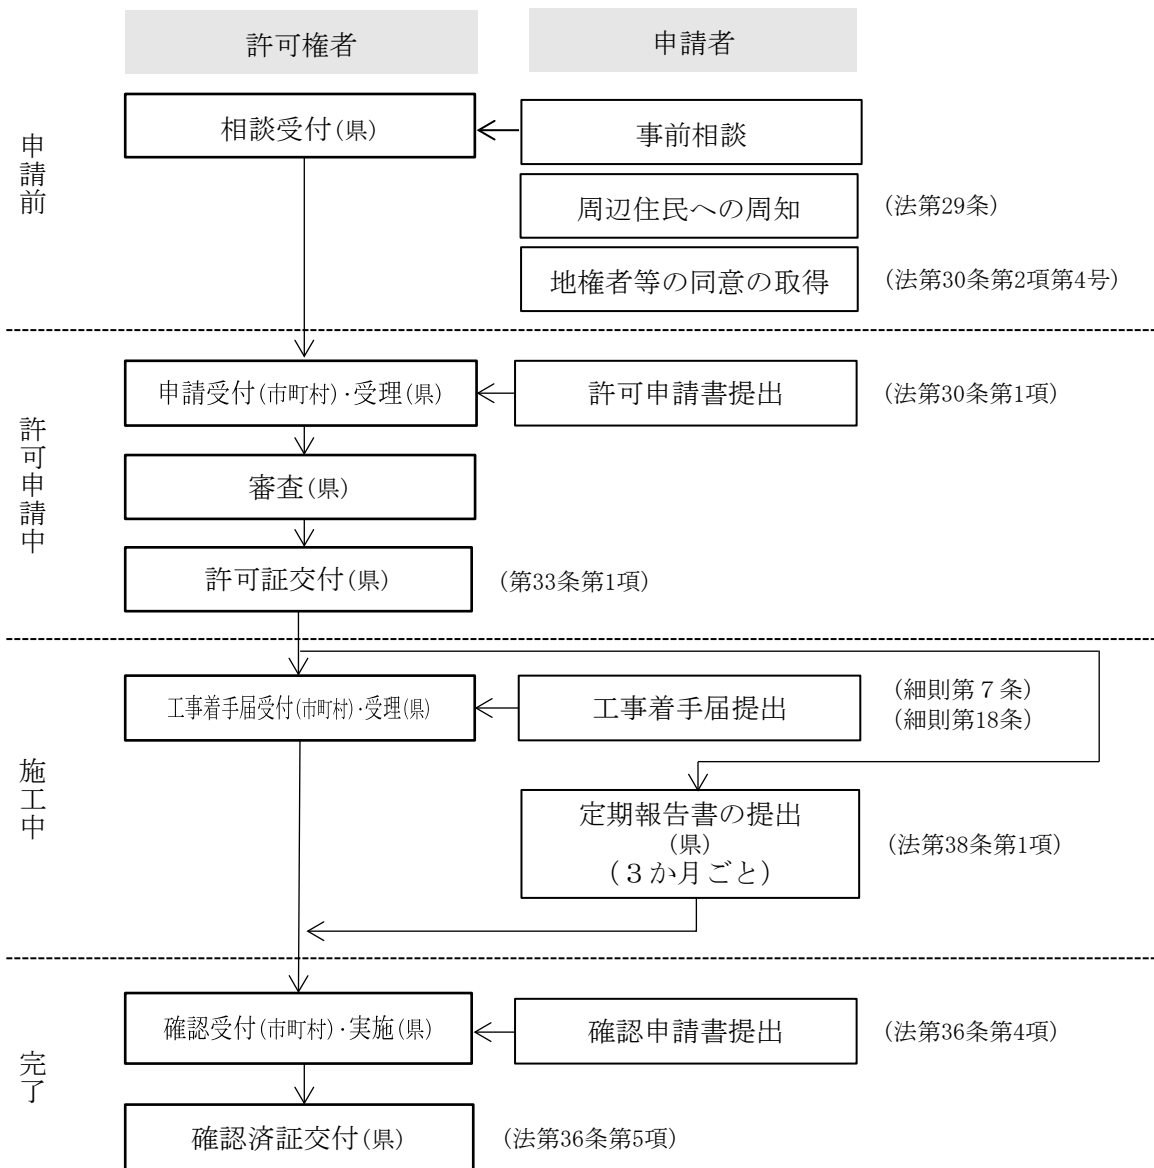 許可権者
申請者
申請前
相談受付(県)
事前相談
周辺住民への周知
(法第29条)
地権者等の同意の取得
(法第30条第2項第4号)
許可申請中
申請受付(市町村)・受理(県)
許可申請書提出
(法第30条第1項)
審査(県)
許可証交付(県)
(第33条第1項)
施工中
工事着手届受付(市町村)・受理(県)
工事着手届提出
(細則第７条)
(細則第18条)
定期報告書の提出
(県)
(３か月ごと)
(法第38条第1項)
完了
確認受付(市町村)・実施(県)
確認申請書提出
(法第36条第4項)
確認済証交付(県)
(法第36条第5項)